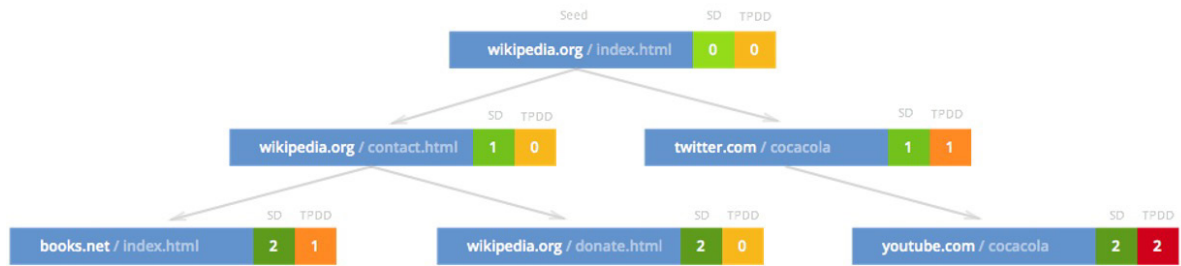 Seed SD TPDD
wikipedia.org / index.html 0 0
SD TPDD SD TPDD
wikipedia.org / contact.html 1 0 twitter.com / cocacola 1 1
SD TPDD SD TPDD SD TPDD
books.net / index.html 2 1 wikipedia.org / donate.html 2 0 youtube.com / cocacola 2 2